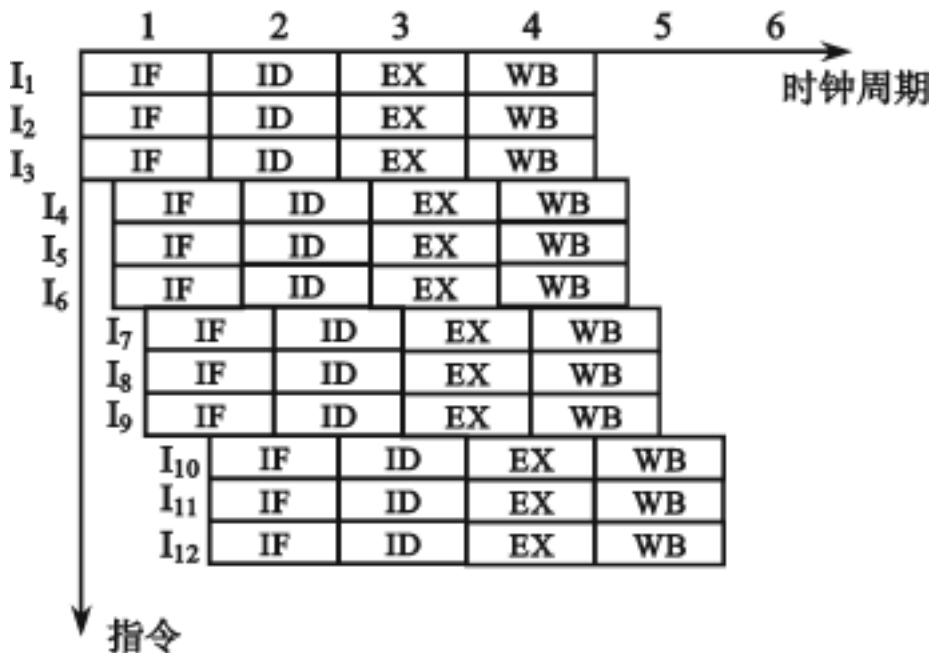 1 2 3 4 5 6
时钟周期
I₁ IF ID EX WB
I₂ IF ID EX WB
I₃ IF ID EX WB
I₄ IF ID EX WB
I₅ IF ID EX WB
I₆ IF ID EX WB
I₇ IF ID EX WB
I₈ IF ID EX WB
I₉ IF ID EX WB
I₁₀ IF ID EX WB
I₁₁ IF ID EX WB
I₁₂ IF ID EX WB
指令